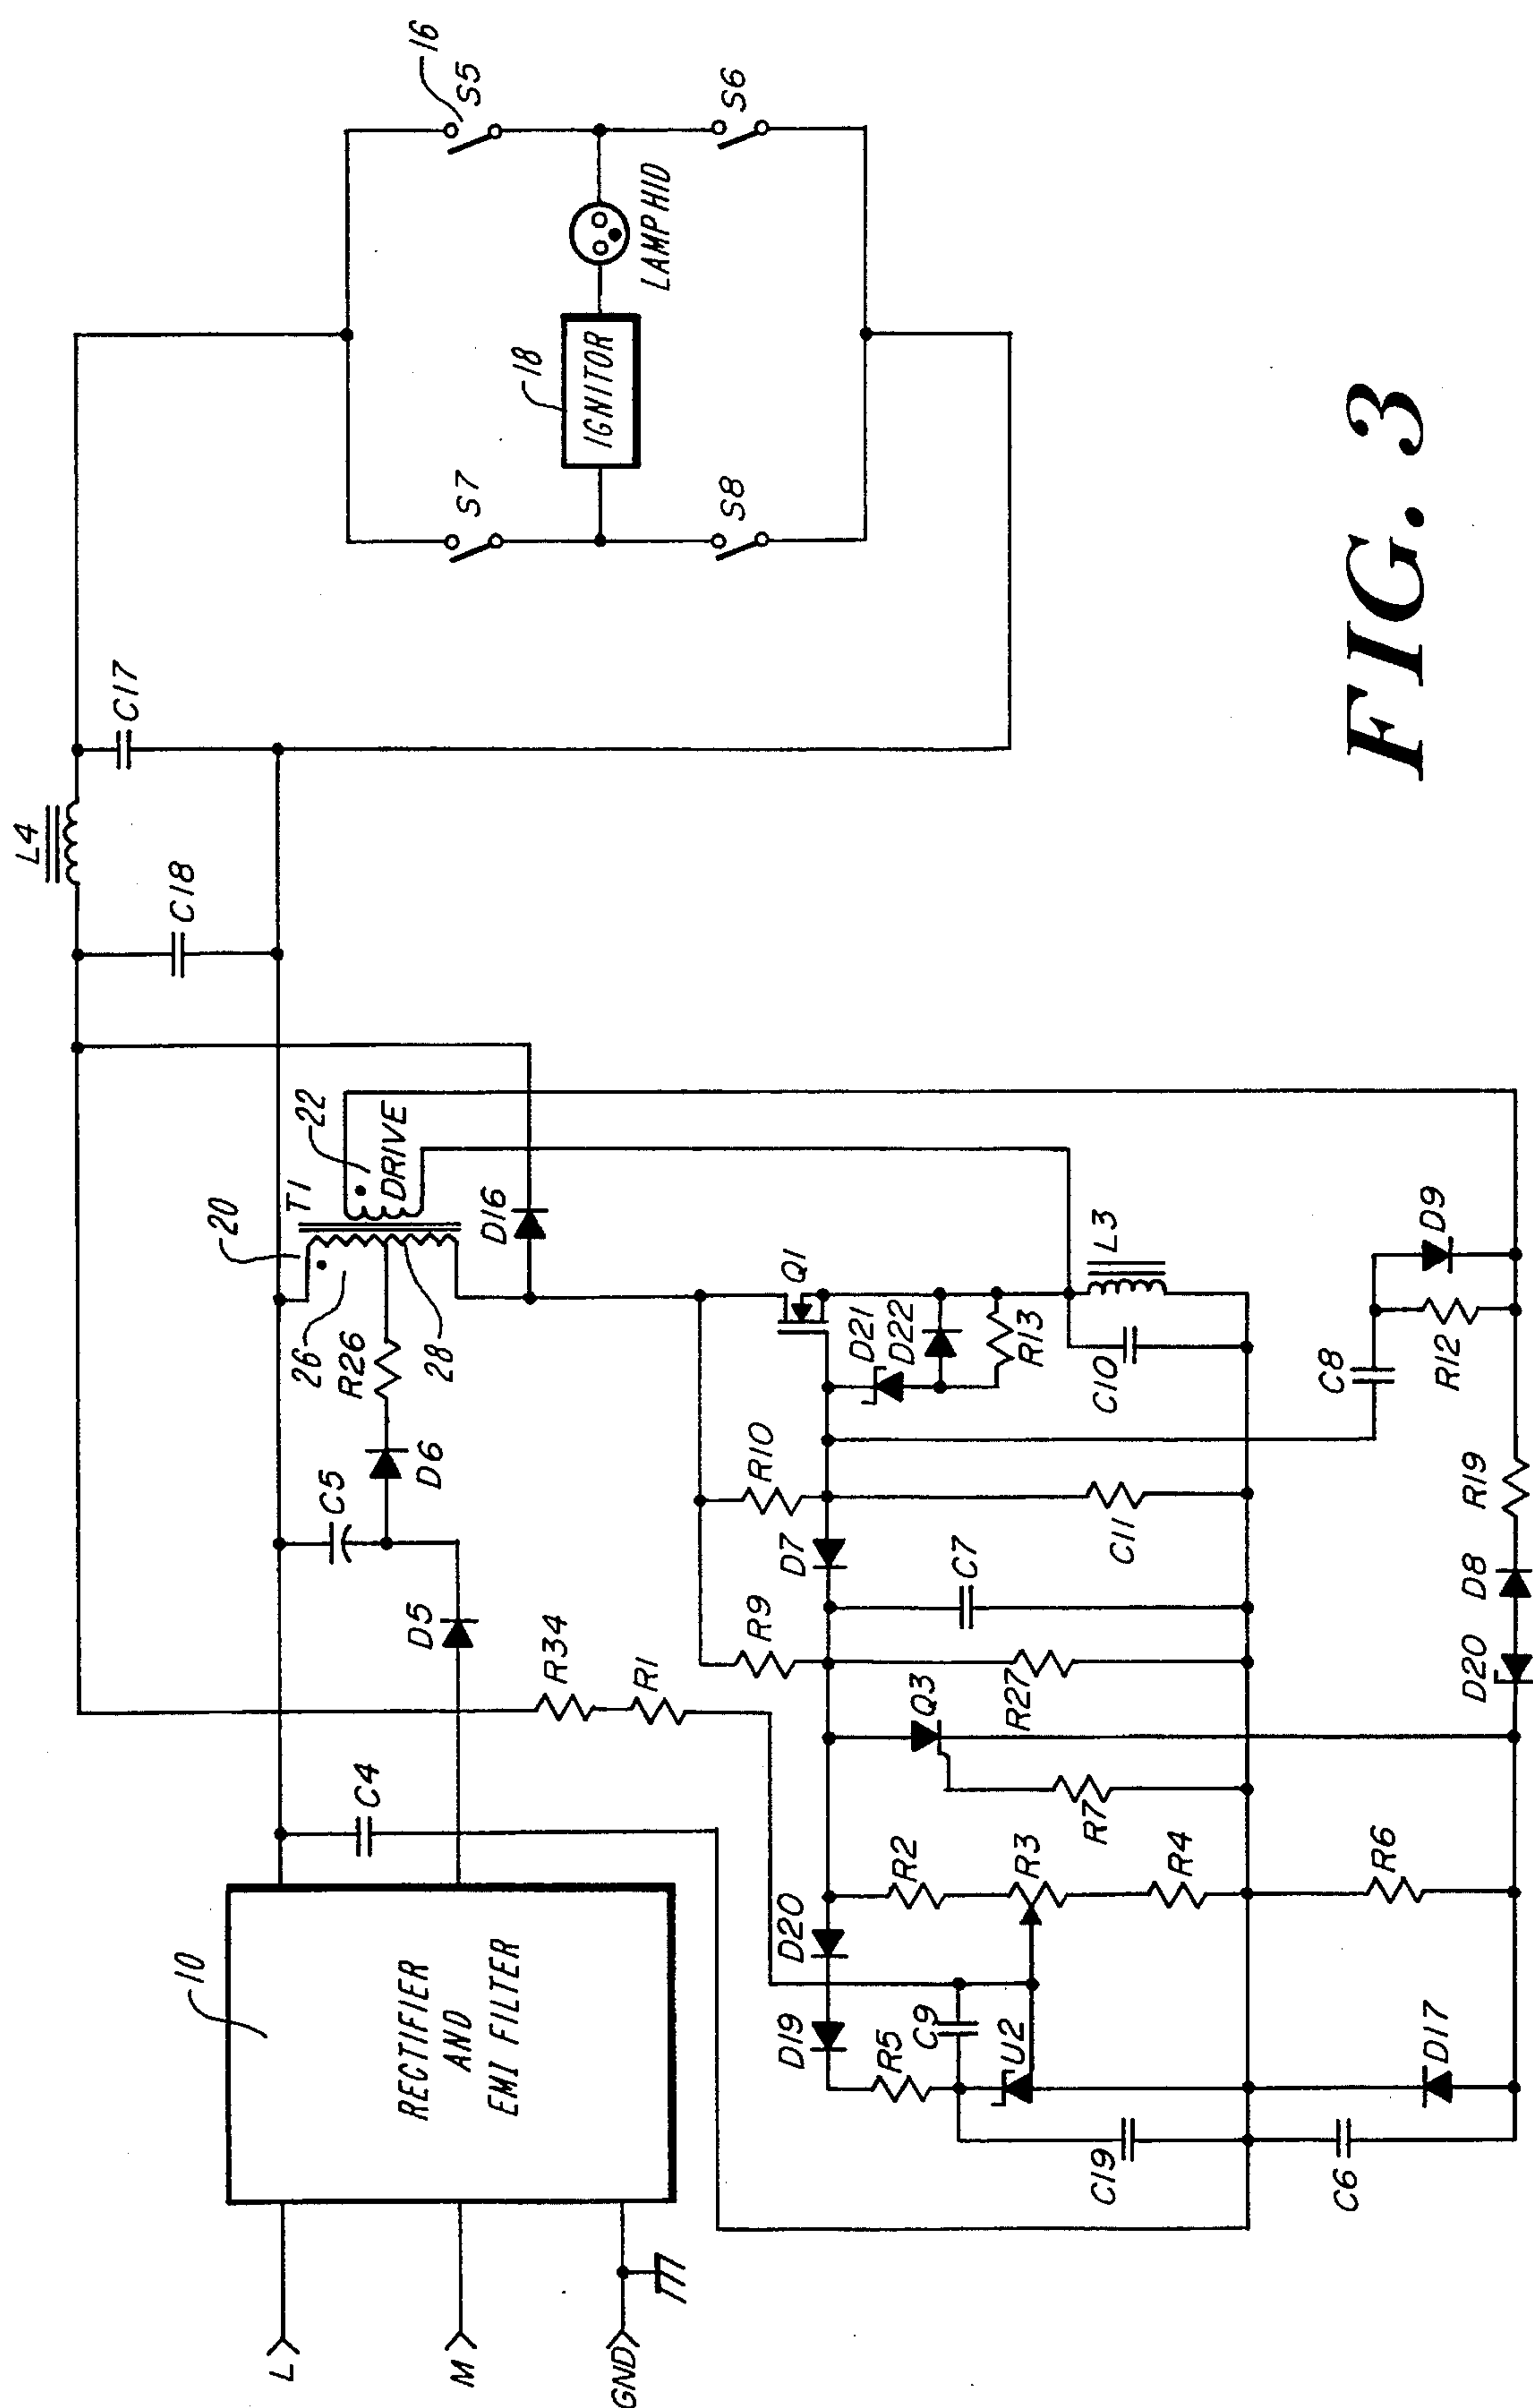 L4
C17
C18
16
S5
S7
18
IGNITOR
LAMP HID
S6
S8
20
T1
22
DRIVE
26
R26
28
D16
C5
D6
D5
R34
R1
C4
10
RECTIFIER
AND
EMI FILTER
L
M
GND
Q1
D21
D22
R13
L3
C10
R10
D7
R9
C11
C7
R27
Q3
R7
D20
D19
R2
R3
R4
R5
C9
U2
C19
R6
D17
C6
C8
D9
R12
R19
D8
D20
FIG. 3